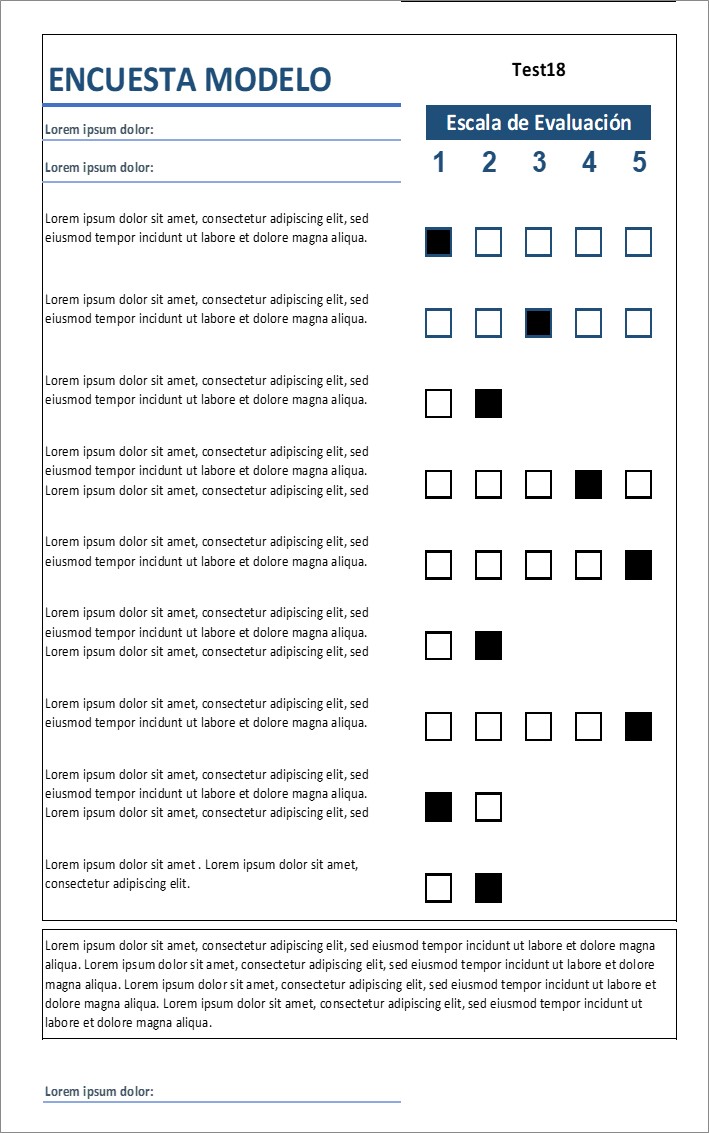 Test18
ENCUESTA MODELO
Escala de Evaluación
Lorem ipsum dolor:
1 2 3 4 5
Lorem ipsum dolor:
Lorem ipsum dolor sit amet, consectetur adipiscing elit, sed
eiusmod tempor incidunt ut labore et dolore magna aliqua.
Lorem ipsum dolor sit amet, consectetur adipiscing elit, sed
eiusmod tempor incidunt ut labore et dolore magna aliqua.
Lorem ipsum dolor sit amet, consectetur adipiscing elit, sed
eiusmod tempor incidunt ut labore et dolore magna aliqua.
Lorem ipsum dolor sit amet, consectetur adipiscing elit, sed
eiusmod tempor incidunt ut labore et dolore magna aliqua.
Lorem ipsum dolor sit amet, consectetur adipiscing elit, sed
Lorem ipsum dolor sit amet, consectetur adipiscing elit, sed
eiusmod tempor incidunt ut labore et dolore magna aliqua.
Lorem ipsum dolor sit amet, consectetur adipiscing elit, sed
eiusmod tempor incidunt ut labore et dolore magna aliqua.
Lorem ipsum dolor sit amet, consectetur adipiscing elit, sed
Lorem ipsum dolor sit amet, consectetur adipiscing elit, sed
eiusmod tempor incidunt ut labore et dolore magna aliqua.
Lorem ipsum dolor sit amet, consectetur adipiscing elit, sed
eiusmod tempor incidunt ut labore et dolore magna aliqua.
Lorem ipsum dolor sit amet, consectetur adipiscing elit, sed
Lorem ipsum dolor sit amet . Lorem ipsum dolor sit amet,
consectetur adipiscing elit.
Lorem ipsum dolor sit amet, consectetur adipiscing elit, sed eiusmod tempor incidunt ut labore et dolore magna
aliqua. Lorem ipsum dolor sit amet, consectetur adipiscing elit, sed eiusmod tempor incidunt ut labore et dolore
magna aliqua. Lorem ipsum dolor sit amet, consectetur adipiscing elit, sed eiusmod tempor incidunt ut labore et
dolore magna aliqua. Lorem ipsum dolor sit amet, consectetur adipiscing elit, sed eiusmod tempor incidunt ut
labore et dolore magna aliqua.
Lorem ipsum dolor: